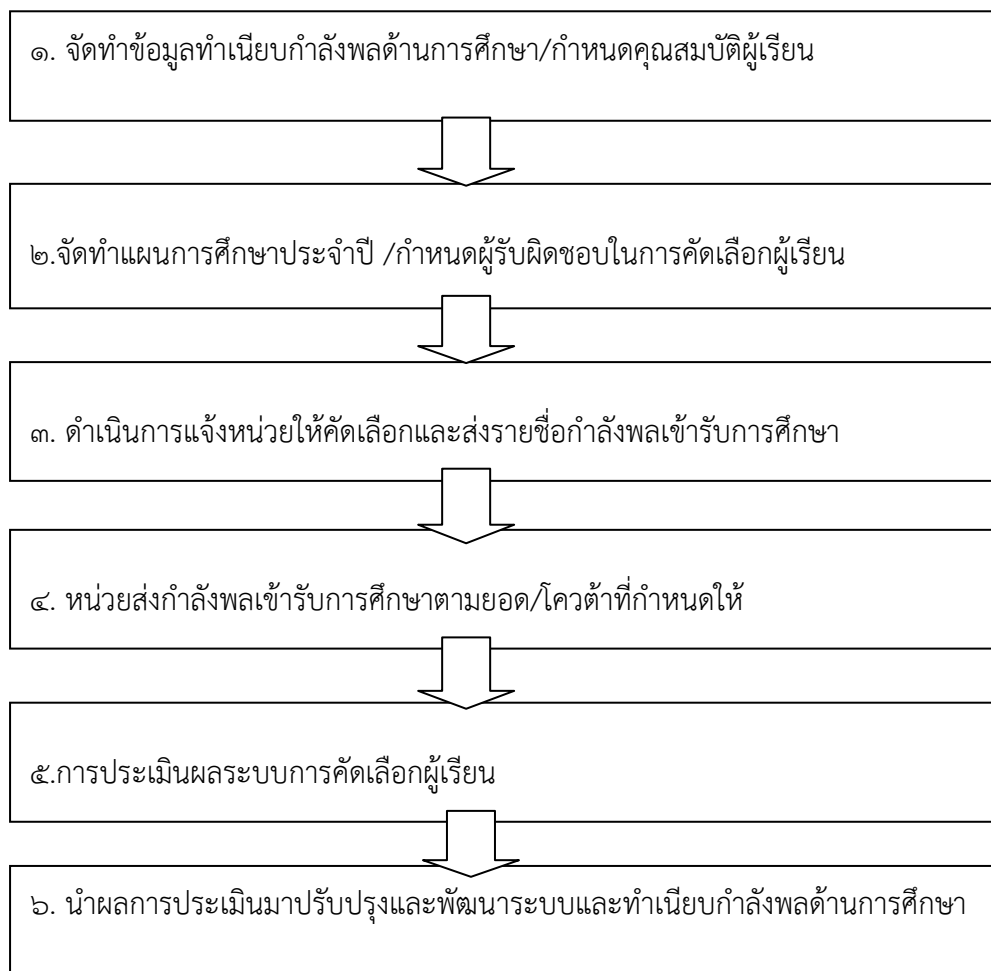 ๑. จัดทำข้อมูลทำเนียบกำลังพลด้านการศึกษา/กำหนดคุณสมบัติผู้เรียน
๒.จัดทำแผนการศึกษาประจำปี /กำหนดผู้รับผิดชอบในการคัดเลือกผู้เรียน
๓. ดำเนินการแจ้งหน่วยให้คัดเลือกและส่งรายชื่อกำลังพลเข้ารับการศึกษา
๔. หน่วยส่งกำลังพลเข้ารับการศึกษาตามยอด/โควต้าที่กำหนดให้
๕.การประเมินผลระบบการคัดเลือกผู้เรียน
๖. นำผลการประเมินมาปรับปรุงและพัฒนาระบบและทำเนียบกำลังพลด้านการศึกษา